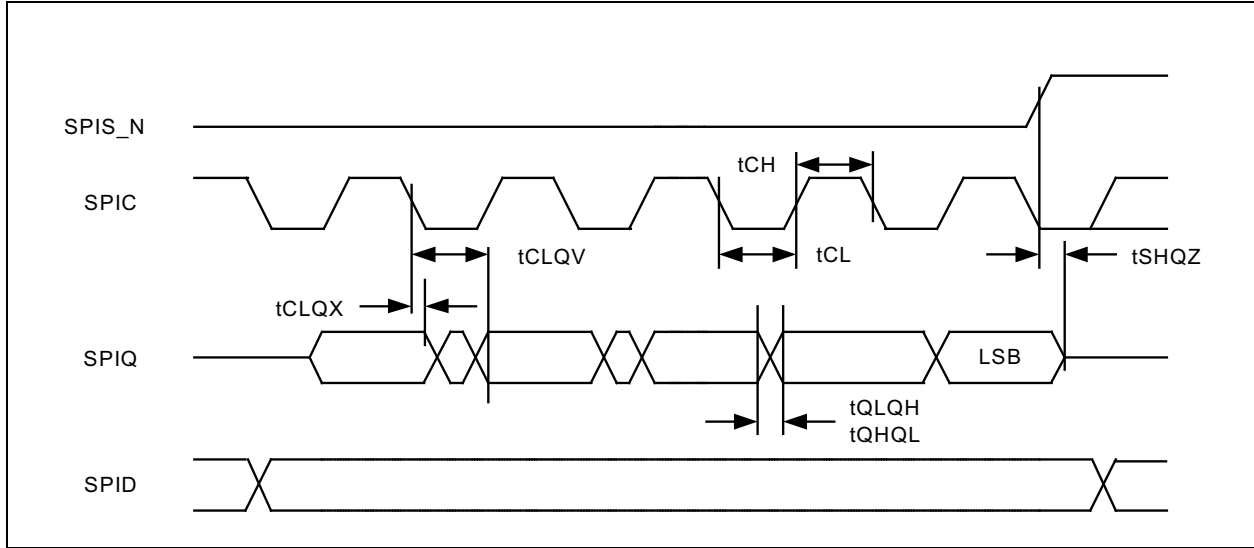 SPIS_N
tCH
SPIC
tCLQV
tCL
tSHQZ
tCLQX
SPIQ
LSB
tQLQH
tQHQL
SPID